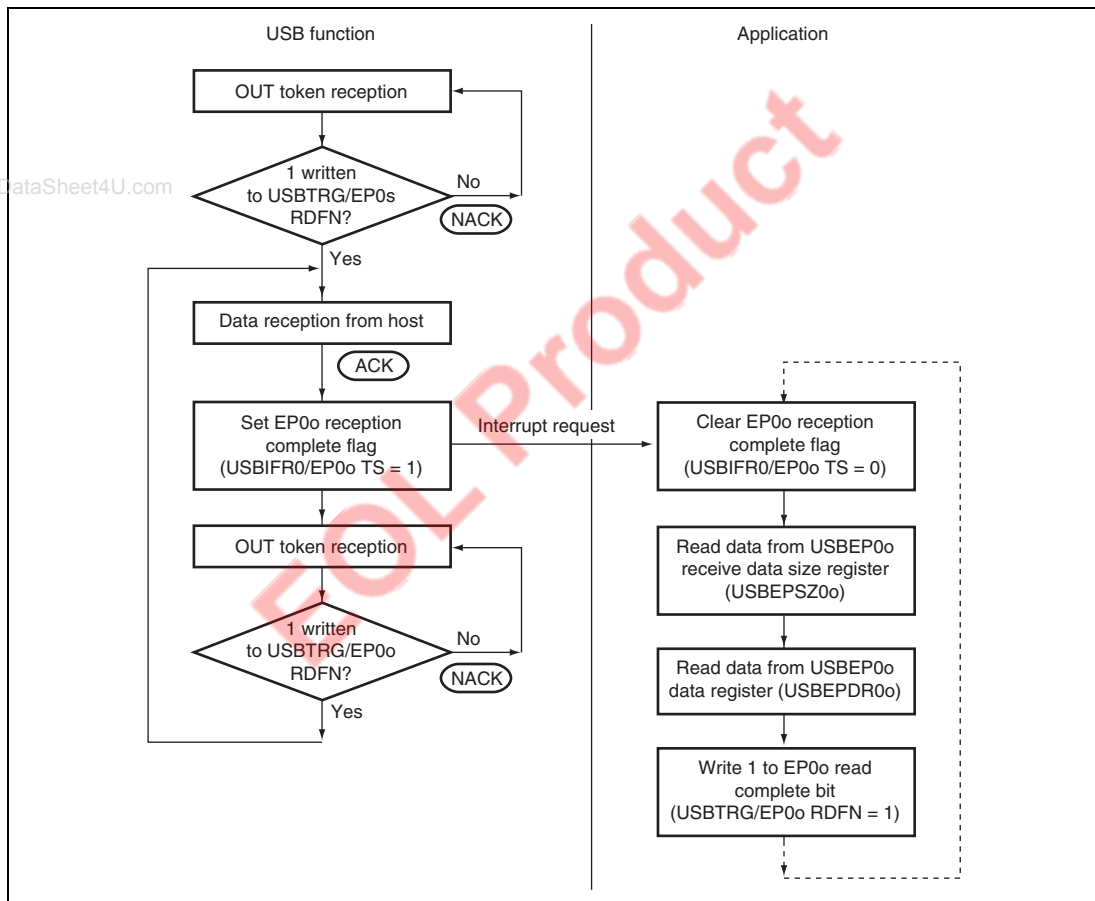 USB function
Application
OUT token reception
1 written
to USBTRG/EP0s
RDFN?
No
NACK
Yes
Data reception from host
ACK
Set EP0o reception
complete flag
(USBIFR0/EP0o TS = 1)
Interrupt request
OUT token reception
1 written
to USBTRG/EP0o
RDFN?
No
NACK
Yes
Clear EP0o reception
complete flag
(USBIFR0/EP0o TS = 0)
Read data from USBEP0o
receive data size register
(USBEPSZ0o)
Read data from USBEP0o
data register (USBEPDR0o)
Write 1 to EP0o read
complete bit
(USBTRG/EP0o RDFN = 1)
EOL Product
DataSheet4U.com